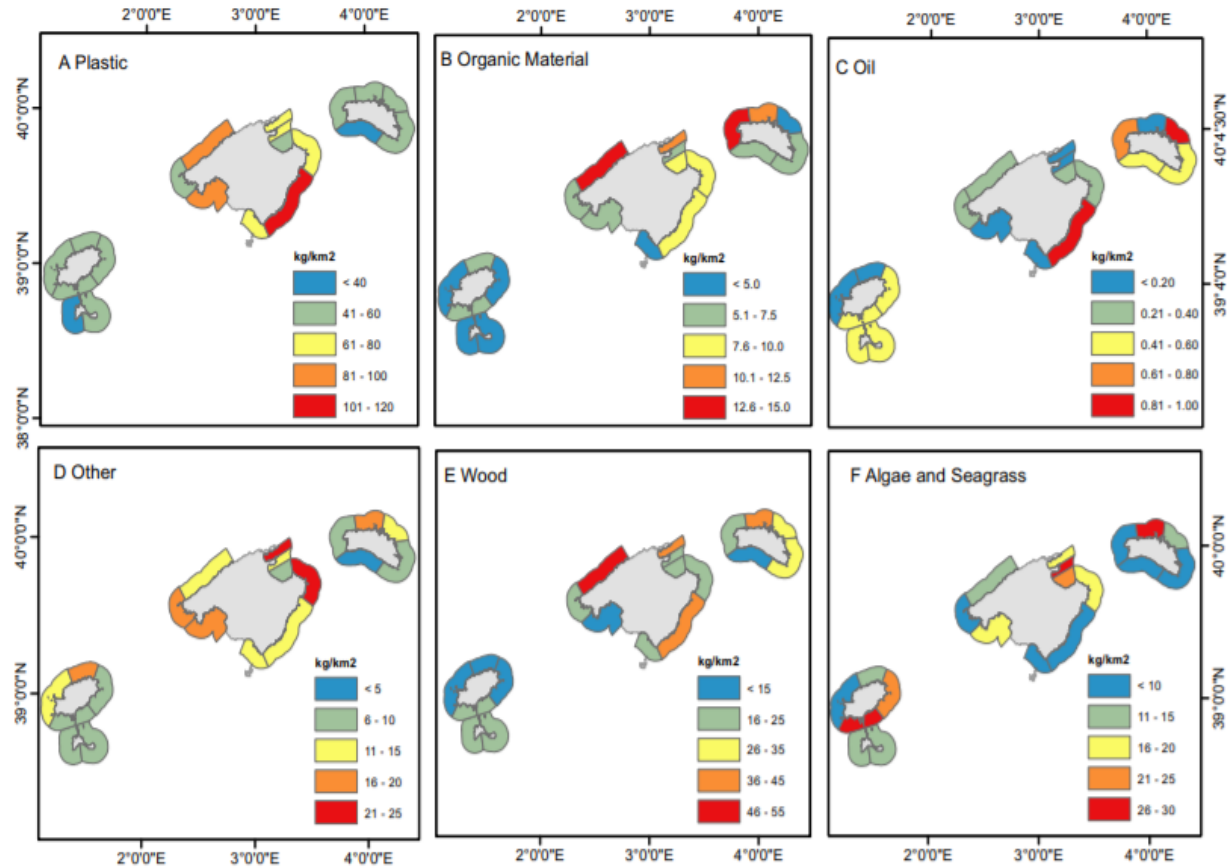 2°0'0"E 3°0'0"E 4°0'0"E
2°0'0"E 3°0'0"E 4°0'0"E
2°0'0"E 3°0'0"E 4°0'0"E
40°0'0"N
39°0'0"N
38°0'0"N
A Plastic
kg/km2
< 40
41 - 60
61 - 80
81 - 100
101 - 120
B Organic Material
kg/km2
< 5.0
5.1 - 7.5
7.6 - 10.0
10.1 - 12.5
12.6 - 15.0
C Oil
kg/km2
< 0.20
0.21 - 0.40
0.41 - 0.60
0.61 - 0.80
0.81 - 1.00
40°4'30"N
39°4'0"N
40°0'0"N
39°0'0"N
D Other
kg/km2
< 5
6 - 10
11 - 15
16 - 20
21 - 25
E Wood
kg/km2
< 15
16 - 25
26 - 35
36 - 45
46 - 55
F Algae and Seagrass
kg/km2
< 10
11 - 15
16 - 20
21 - 25
26 - 30
40°0'0"N
39°0'0"N
2°0'0"E 3°0'0"E 4°0'0"E
2°0'0"E 3°0'0"E 4°0'0"E
2°0'0"E 3°0'0"E 4°0'0"E